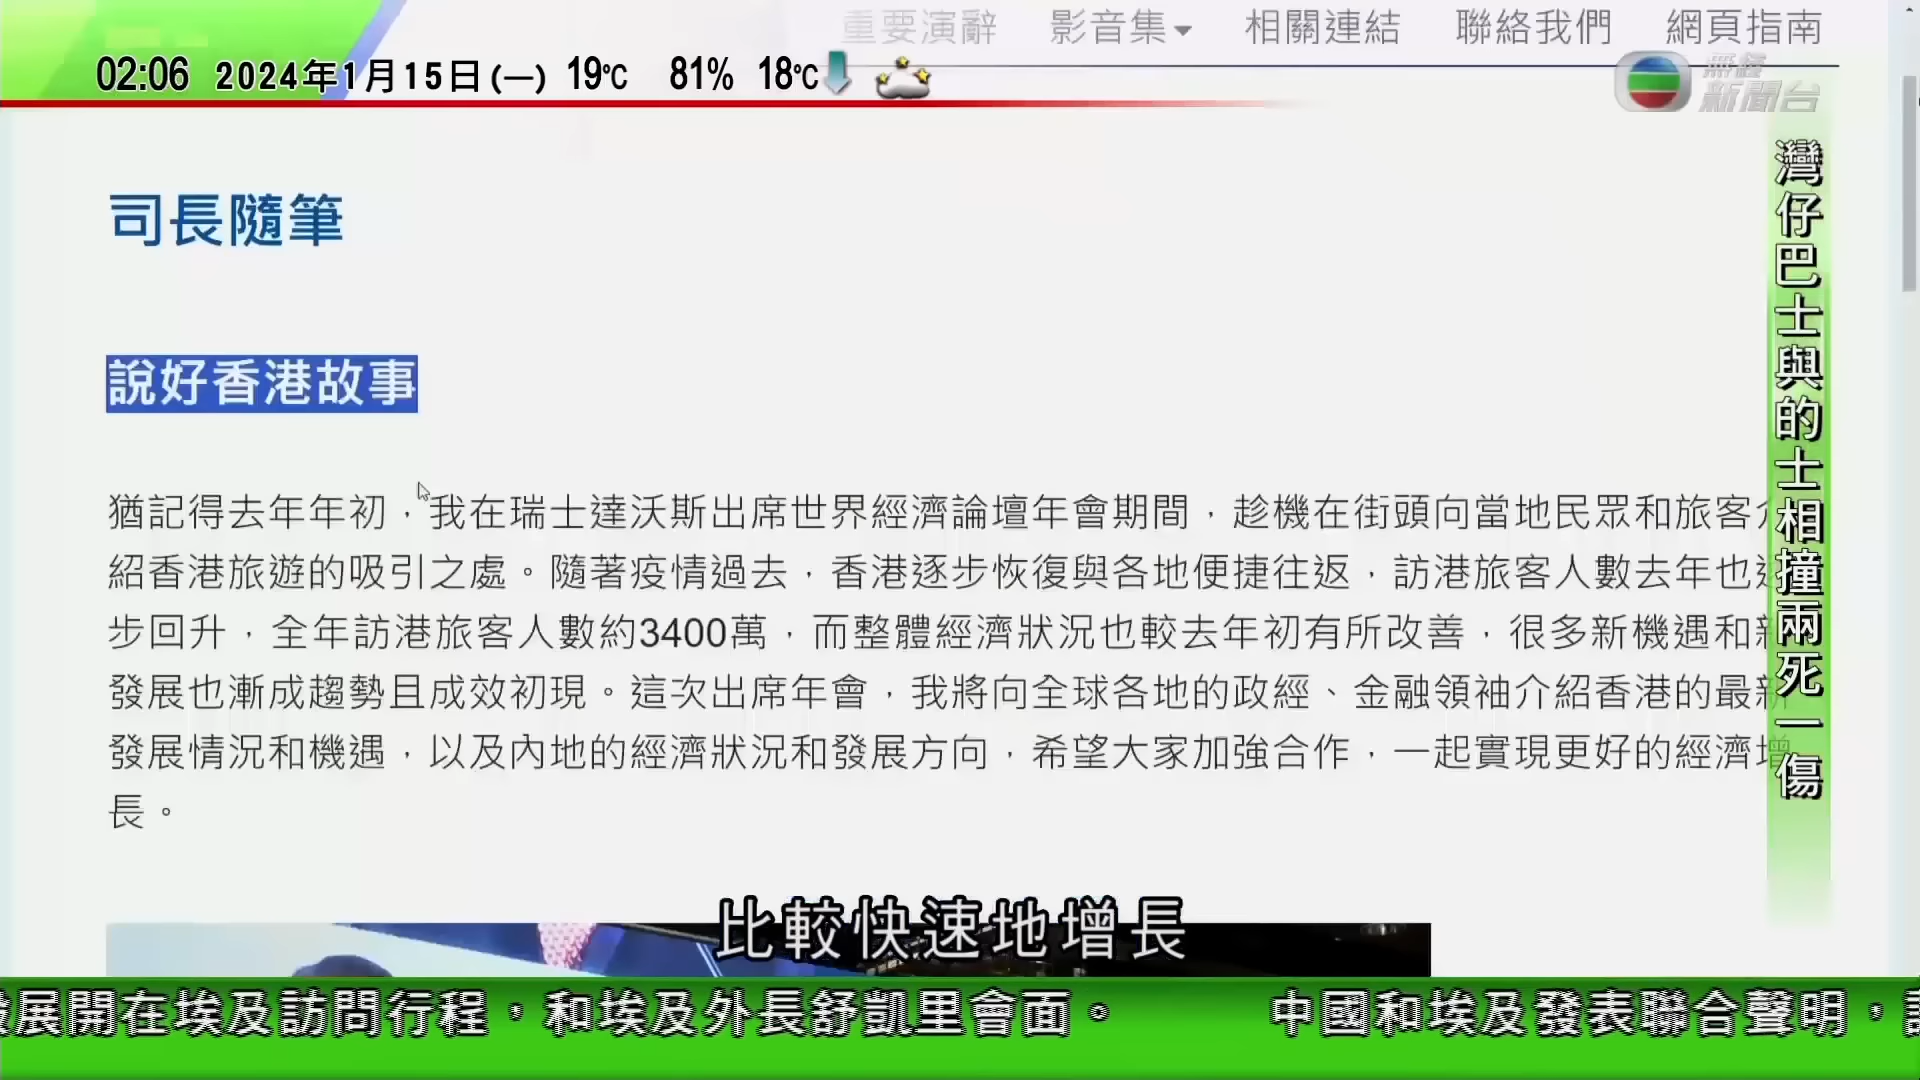 重要演辭 影音集 相關連結 聯絡我們 網頁指南
02:06 2024年1月15日(一) 19℃ 81% 18℃
無綫
新聞台
司長隨筆
說好香港故事
猶記得去年年初，我在瑞士達沃斯出席世界經濟論壇年會期間，趁機在街頭向當地民眾和旅客介
紹香港旅遊的吸引之處。隨著疫情過去，香港逐步恢復與各地便捷往返，訪港旅客人數去年也逐
步回升，全年訪港旅客人數約3400萬，而整體經濟狀況也較去年初有所改善，很多新機遇和新
發展也漸成趨勢且成效初現。這次出席年會，我將向全球各地的政經、金融領袖介紹香港的最新
發展情況和機遇，以及內地的經濟狀況和發展方向，希望大家加強合作，一起實現更好的經濟增
長。
灣仔巴士與的士相撞兩死一傷
比較快速地增長
展開在埃及訪問行程，和埃及外長舒凱里會面。 中國和埃及發表聯合聲明，